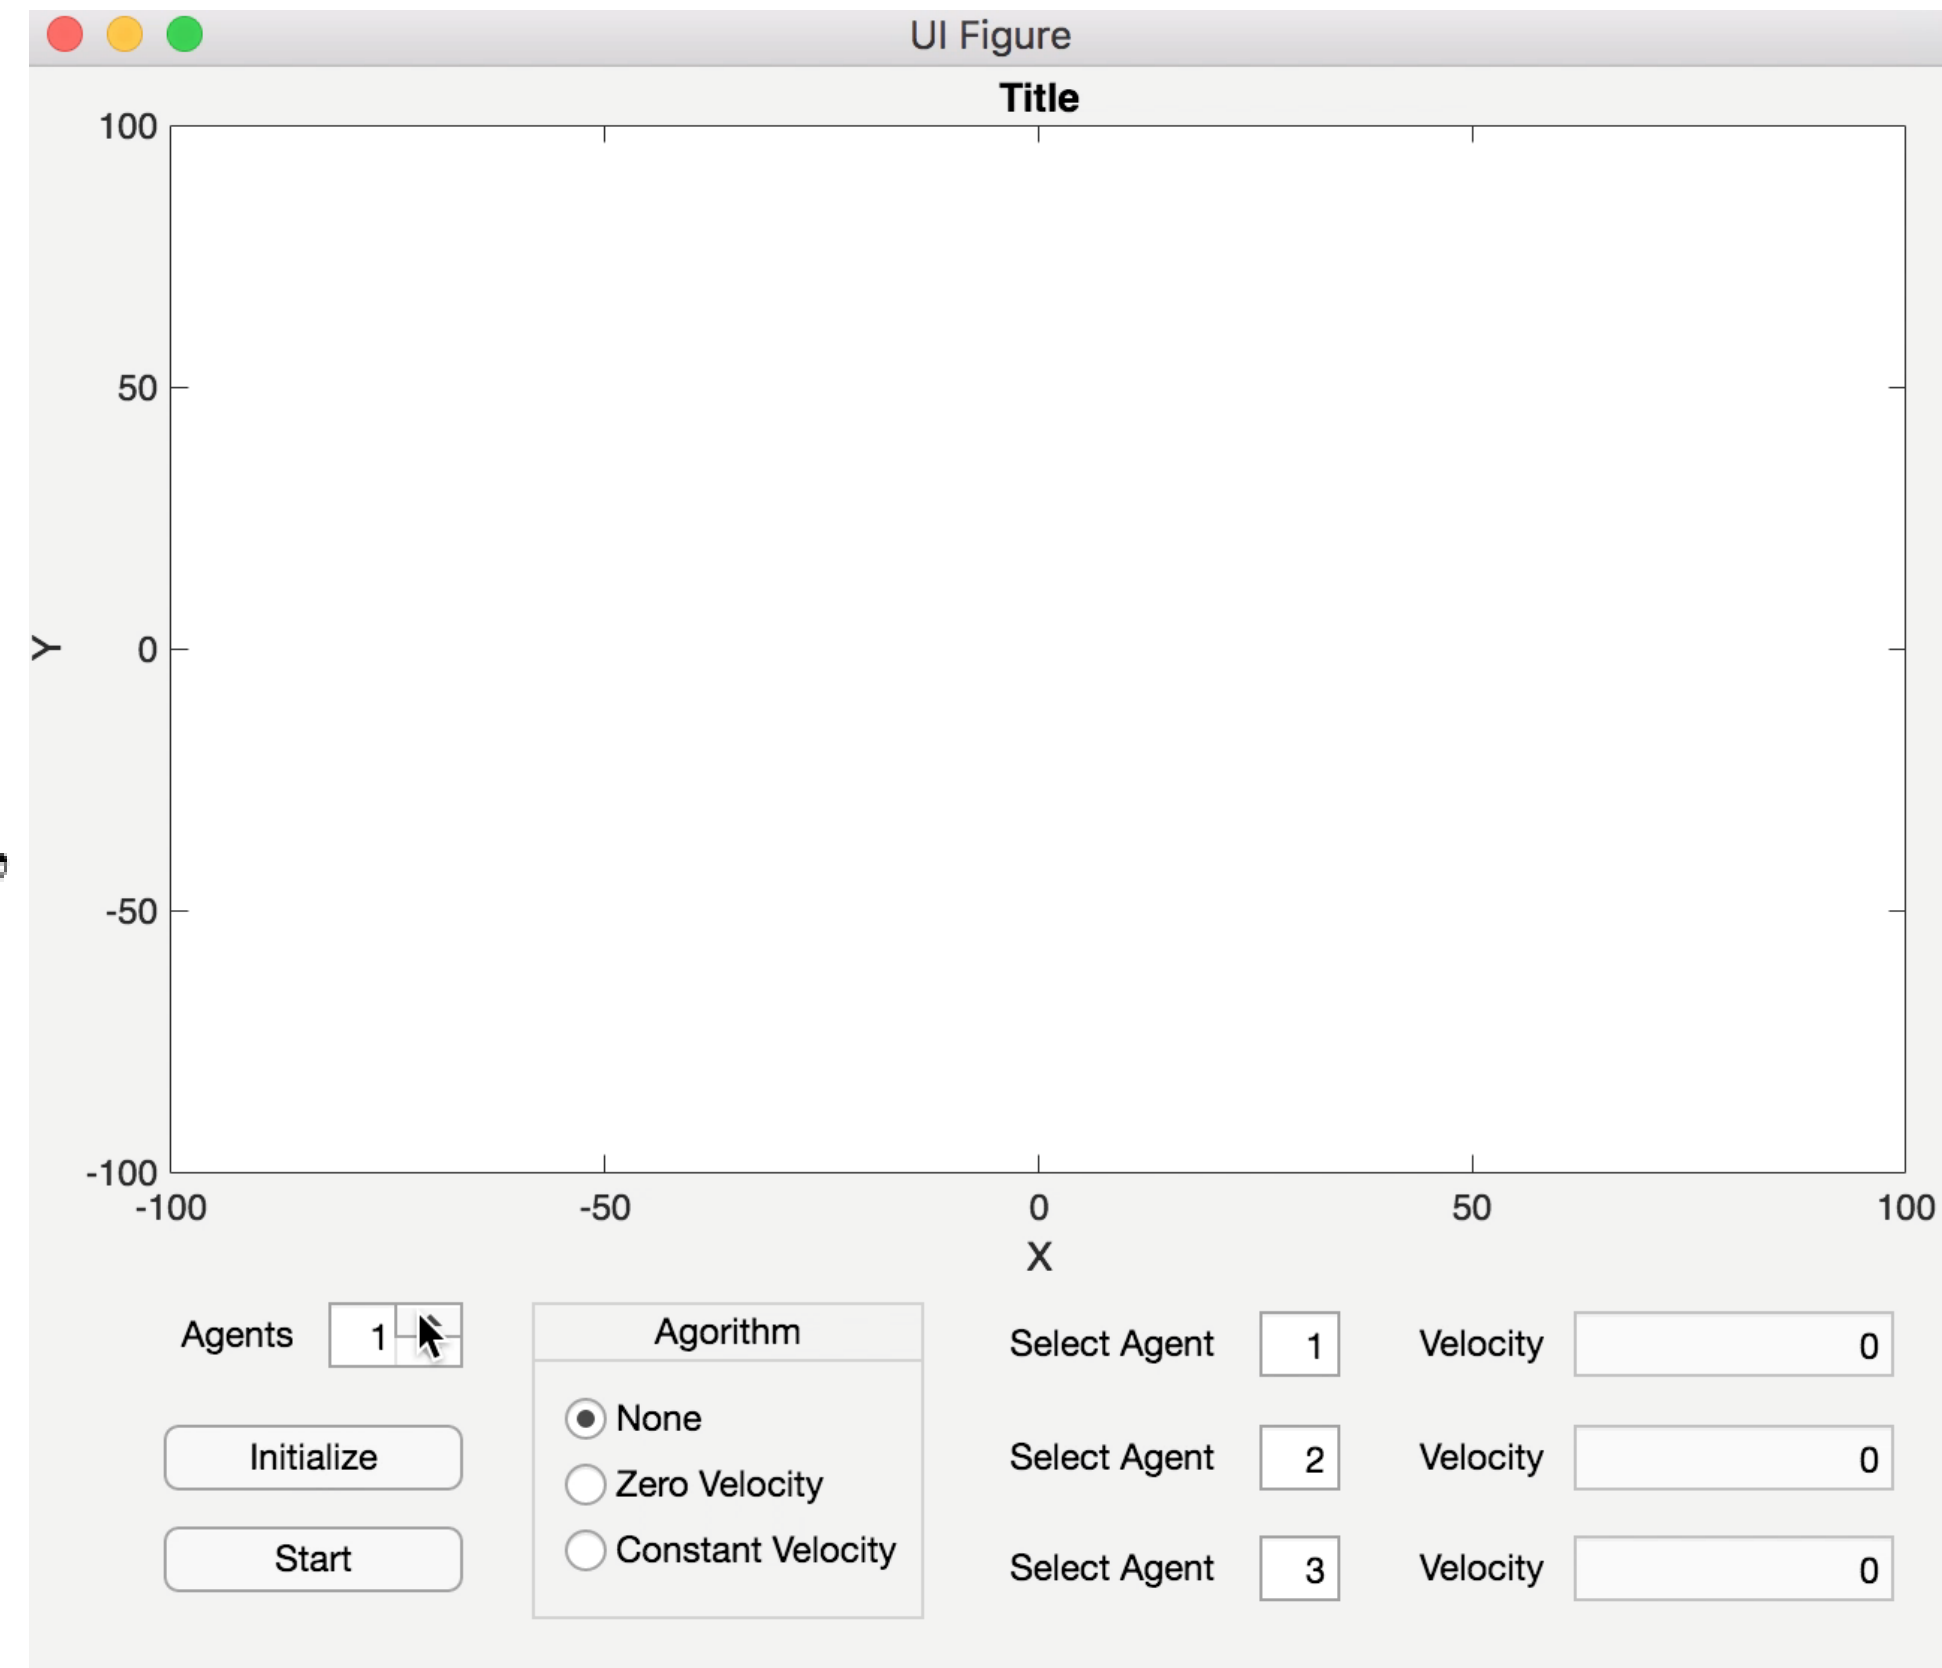 UI Figure
Title
100
50
0
-50
-100
Y
-100 -50 0 50 100
X
Agents 1
Initialize
Start
Agorithm
None
Zero Velocity
Constant Velocity
Select Agent 1 Velocity 0
Select Agent 2 Velocity 0
Select Agent 3 Velocity 0